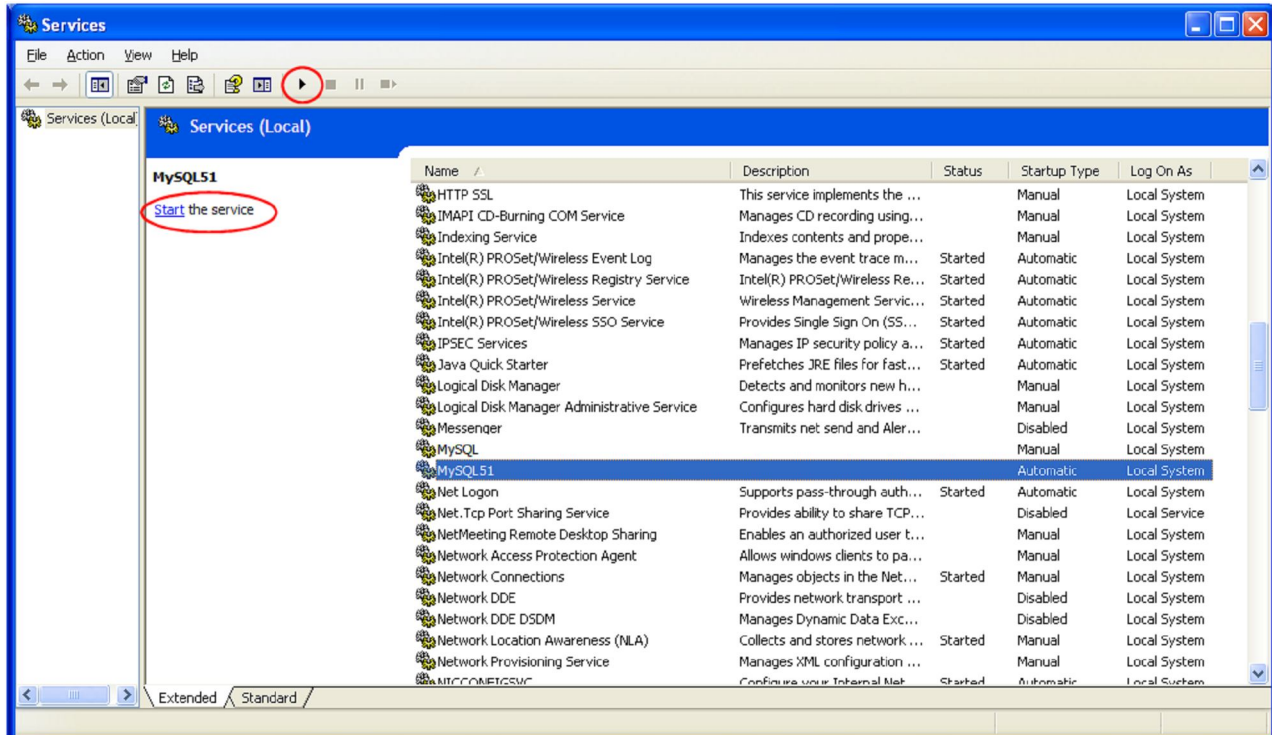 Services
File Action View Help
Services (Local
Services (Local)
MySQL51
Start the service
Name Description Status Startup Type Log On As
HTTP SSL This service implements the ... Manual Local System
IMAPI CD-Burning COM Service Manages CD recording using... Manual Local System
Indexing Service Indexes contents and prope... Manual Local System
Intel(R) PROSet/Wireless Event Log Manages the event trace m... Started Automatic Local System
Intel(R) PROSet/Wireless Registry Service Intel(R) PROSet/Wireless Re... Started Automatic Local System
Intel(R) PROSet/Wireless Service Wireless Management Servic... Started Automatic Local System
Intel(R) PROSet/Wireless SSO Service Provides Single Sign On (SS... Started Automatic Local System
IPSEC Services Manages IP security policy a... Started Automatic Local System
Java Quick Starter Prefetches JRE files for fast... Started Automatic Local System
Logical Disk Manager Detects and monitors new h... Manual Local System
Logical Disk Manager Administrative Service Configures hard disk drives ... Manual Local System
Messenger Transmits net send and Aler... Disabled Local System
MySQL Manual Local System
MySQL51 Automatic Local System
Net Logon Supports pass-through auth... Started Automatic Local System
Net.Tcp Port Sharing Service Provides ability to share TCP... Disabled Local Service
NetMeeting Remote Desktop Sharing Enables an authorized user t... Manual Local System
Network Access Protection Agent Allows windows clients to pa... Manual Local System
Network Connections Manages objects in the Net... Started Manual Local System
Network DDE Provides network transport ... Disabled Local System
Network DDE DSDM Manages Dynamic Data Exc... Disabled Local System
Network Location Awareness (NLA) Collects and stores network ... Started Manual Local System
Network Provisioning Service Manages XML configuration ... Manual Local System
NICCONFIGSVC Configure your Internal Net... Started Automatic Local System
Extended Standard